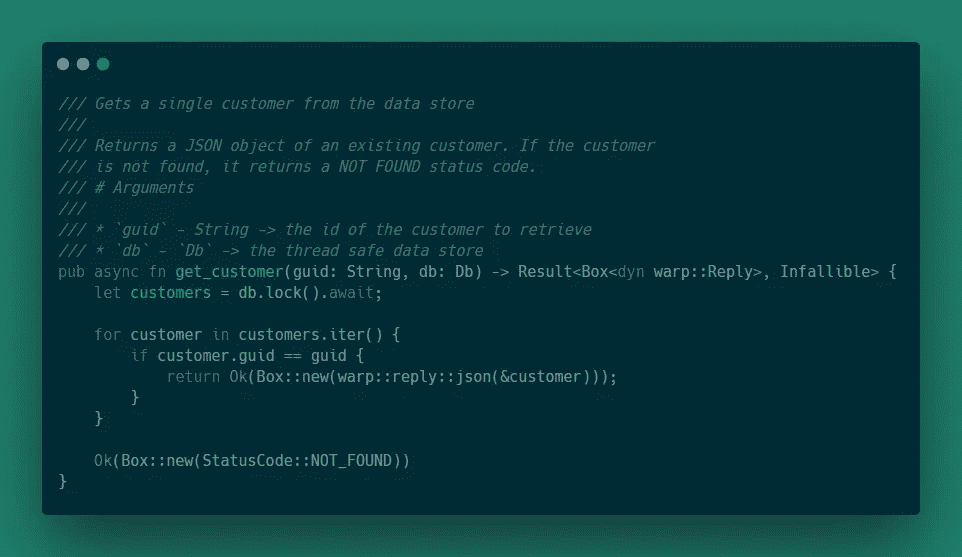 /// Gets a single customer from the data store
///
/// Returns a JSON object of an existing customer. If the customer
/// is not found, it returns a NOT FOUND status code.
/// # Arguments
///
/// * `guid` - String -> the id of the customer to retrieve
/// * `db` - `Db` -> the thread safe data store
pub async fn get_customer(guid: String, db: Db) -> Result<Box<dyn warp::Reply>, Infallible> {
    let customers = db.lock().await;

    for customer in customers.iter() {
        if customer.guid == guid {
            return Ok(Box::new(warp::reply::json(&customer)));
        }
    }

    Ok(Box::new(StatusCode::NOT_FOUND))
}